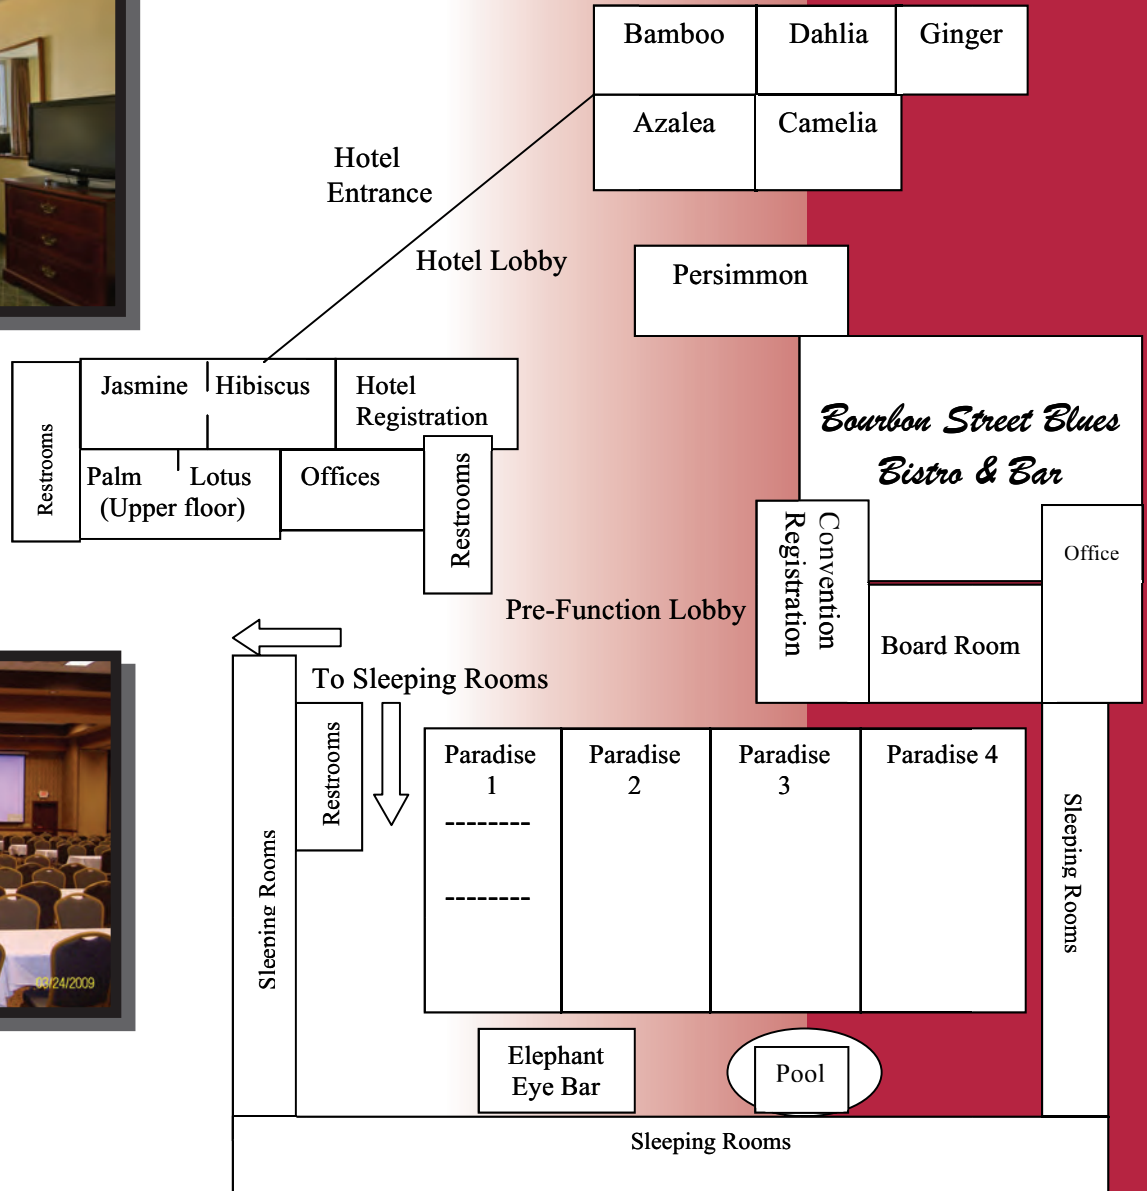 Bamboo
Dahlia
Ginger
Azalea
Camelia
Hotel
Entrance
Hotel Lobby
Persimmon
Restrooms
Jasmine
Hibiscus
Hotel
Registration
Palm
Lotus
(Upper floor)
Offices
Restrooms
Bourbon Street Blues
Bistro & Bar
Convention
Registration
Office
Pre-Function Lobby
Board Room
To Sleeping Rooms
Restrooms
Sleeping Rooms
Paradise
1
--------
--------
Paradise
2
Paradise
3
Paradise 4
Sleeping Rooms
03/24/2009
Elephant
Eye Bar
Pool
Sleeping Rooms